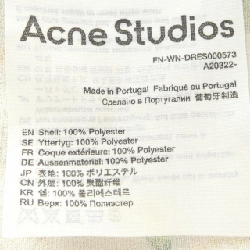 Acne Studios
FN-WN-DRES000573
A20322-
Made in Portugal Fabriqué au Portugal
Сделано в Португалии 葡萄牙制造
EN Shell: 100% Polyester
SE Yttertyg: 100% Polyester
FR Coque extérieure: 100% Polyester
DE Aussenmaterial: 100% Polyester
JP 表地: 100% ポリエステル
CN 外层: 100% 聚酯纤维
KR 겉: 100% 폴리에스테르
RU Верх: 100% Полиэстер